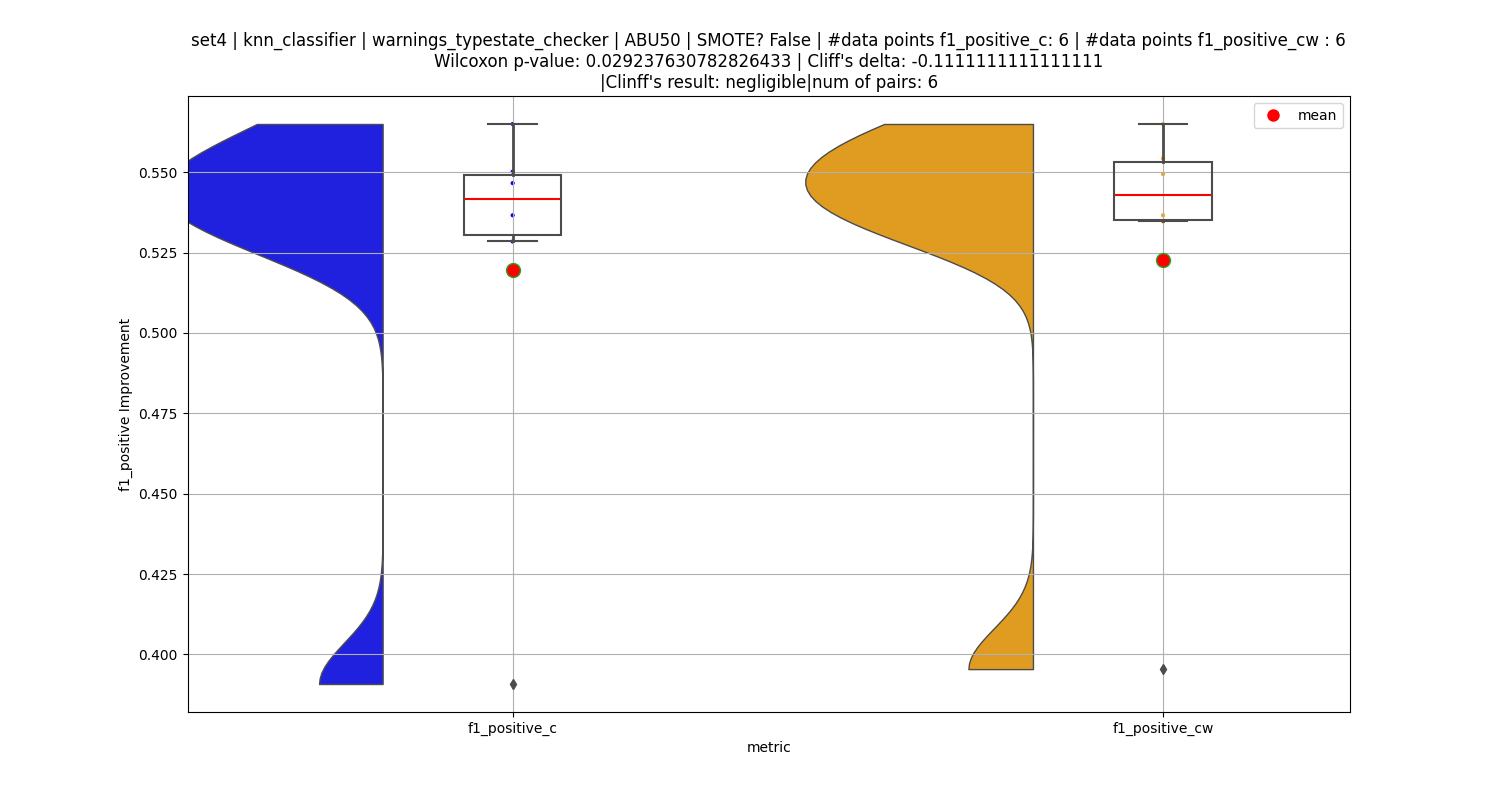 set4 | knn_classifier | warnings_typestate_checker | ABU50 | SMOTE? False | #data points f1_positive_c: 6 | #data points f1_positive_cw : 6
Wilcoxon p-value: 0.029237630782826433 | Cliff's delta: -0.1111111111111111
|Clinff's result: negligible|num of pairs: 6
mean
0.550
0.525
0.500
0.475
0.450
0.425
0.400
f1_positive Improvement
f1_positive_c
f1_positive_cw
metric